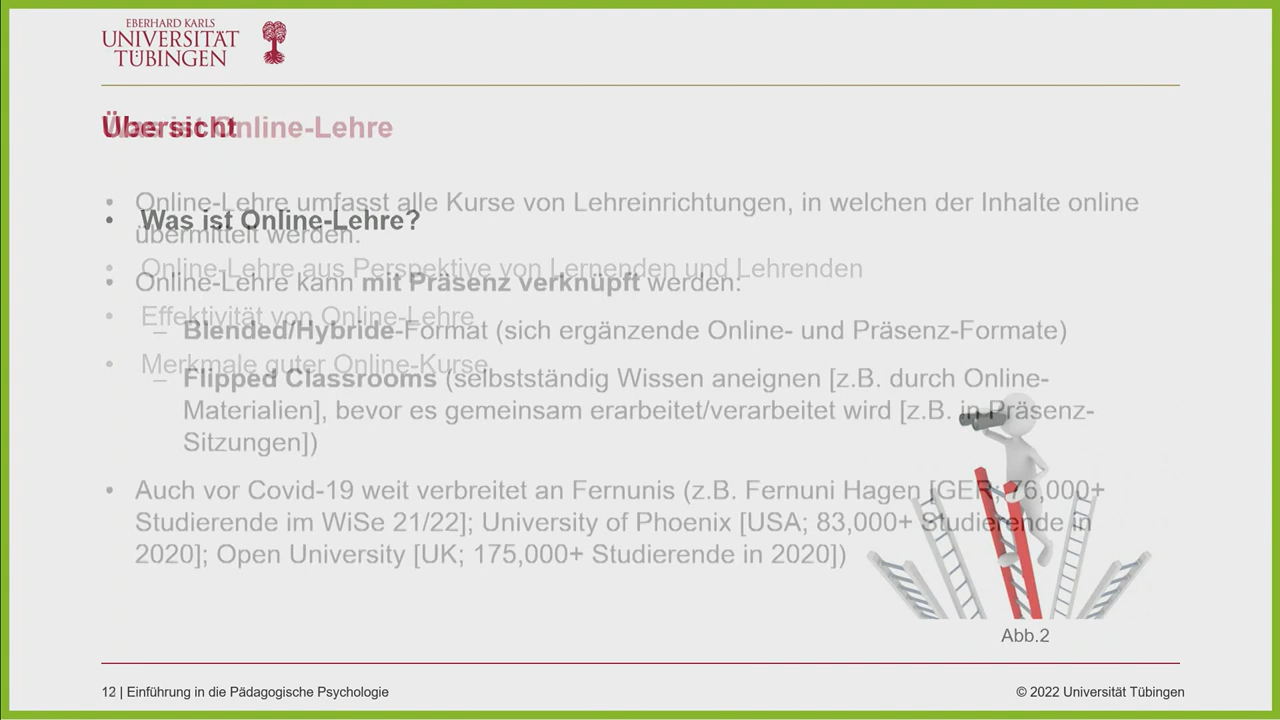 EBERHARD KARLS
UNIVERSITÄT
TÜBINGEN
Übersicht
Was ist Online-Lehre
• Was ist Online-Lehre?
• Online-Lehre aus Perspektive von Lernenden und Lehrenden
• Effektivität von Online-Lehre
• Merkmale guter Online-Kurse
• Online-Lehre umfasst alle Kurse von Lehreinrichtungen, in welchen der Inhalte online
übermittelt werden.
• Online-Lehre kann mit Präsenz verknüpft werden:
– Blended/Hybride-Format (sich ergänzende Online- und Präsenz-Formate)
– Flipped Classrooms (selbstständig Wissen aneignen [z.B. durch Online-
Materialien], bevor es gemeinsam erarbeitet/verarbeitet wird [z.B. in Präsenz-
Sitzungen])
• Auch vor Covid-19 weit verbreitet an Fernunis (z.B. Fernuni Hagen [GER; 76,000+
Studierende im WiSe 21/22]; University of Phoenix [USA; 83,000+ Studierende in
2020]; Open University [UK; 175,000+ Studierende in 2020])
Abb.2
12 | Einführung in die Pädagogische Psychologie
© 2022 Universität Tübingen